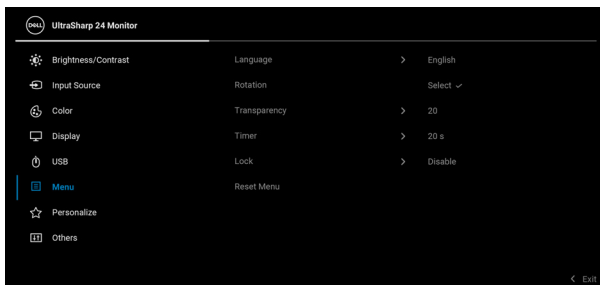 DELL UltraSharp 24 Monitor
Brightness/Contrast Language > English
Input Source Rotation Select ✓
Color Transparency > 20
Display Timer > 20 s
USB Lock > Disable
Menu Reset Menu
Personalize
Others
< Exit